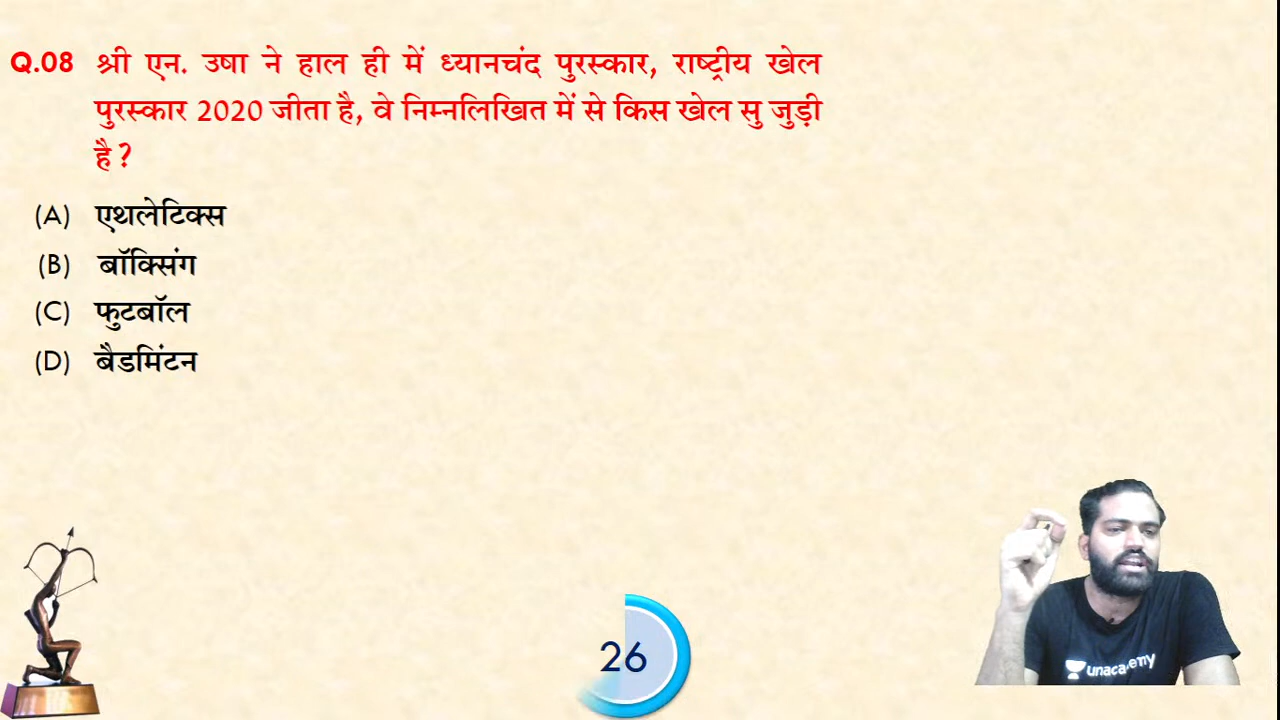 Q.08 श्री एन. उषा ने हाल ही में ध्यानचंद पुरस्कार, राष्ट्रीय खेल
पुरस्कार 2020 जीता है, वे निम्नलिखित में से किस खेल सु जुड़ी
है ?
(A) एथलेटिक्स
(B) बॉक्सिंग
(C) फुटबॉल
(D) बैडमिंटन
26
unacademy